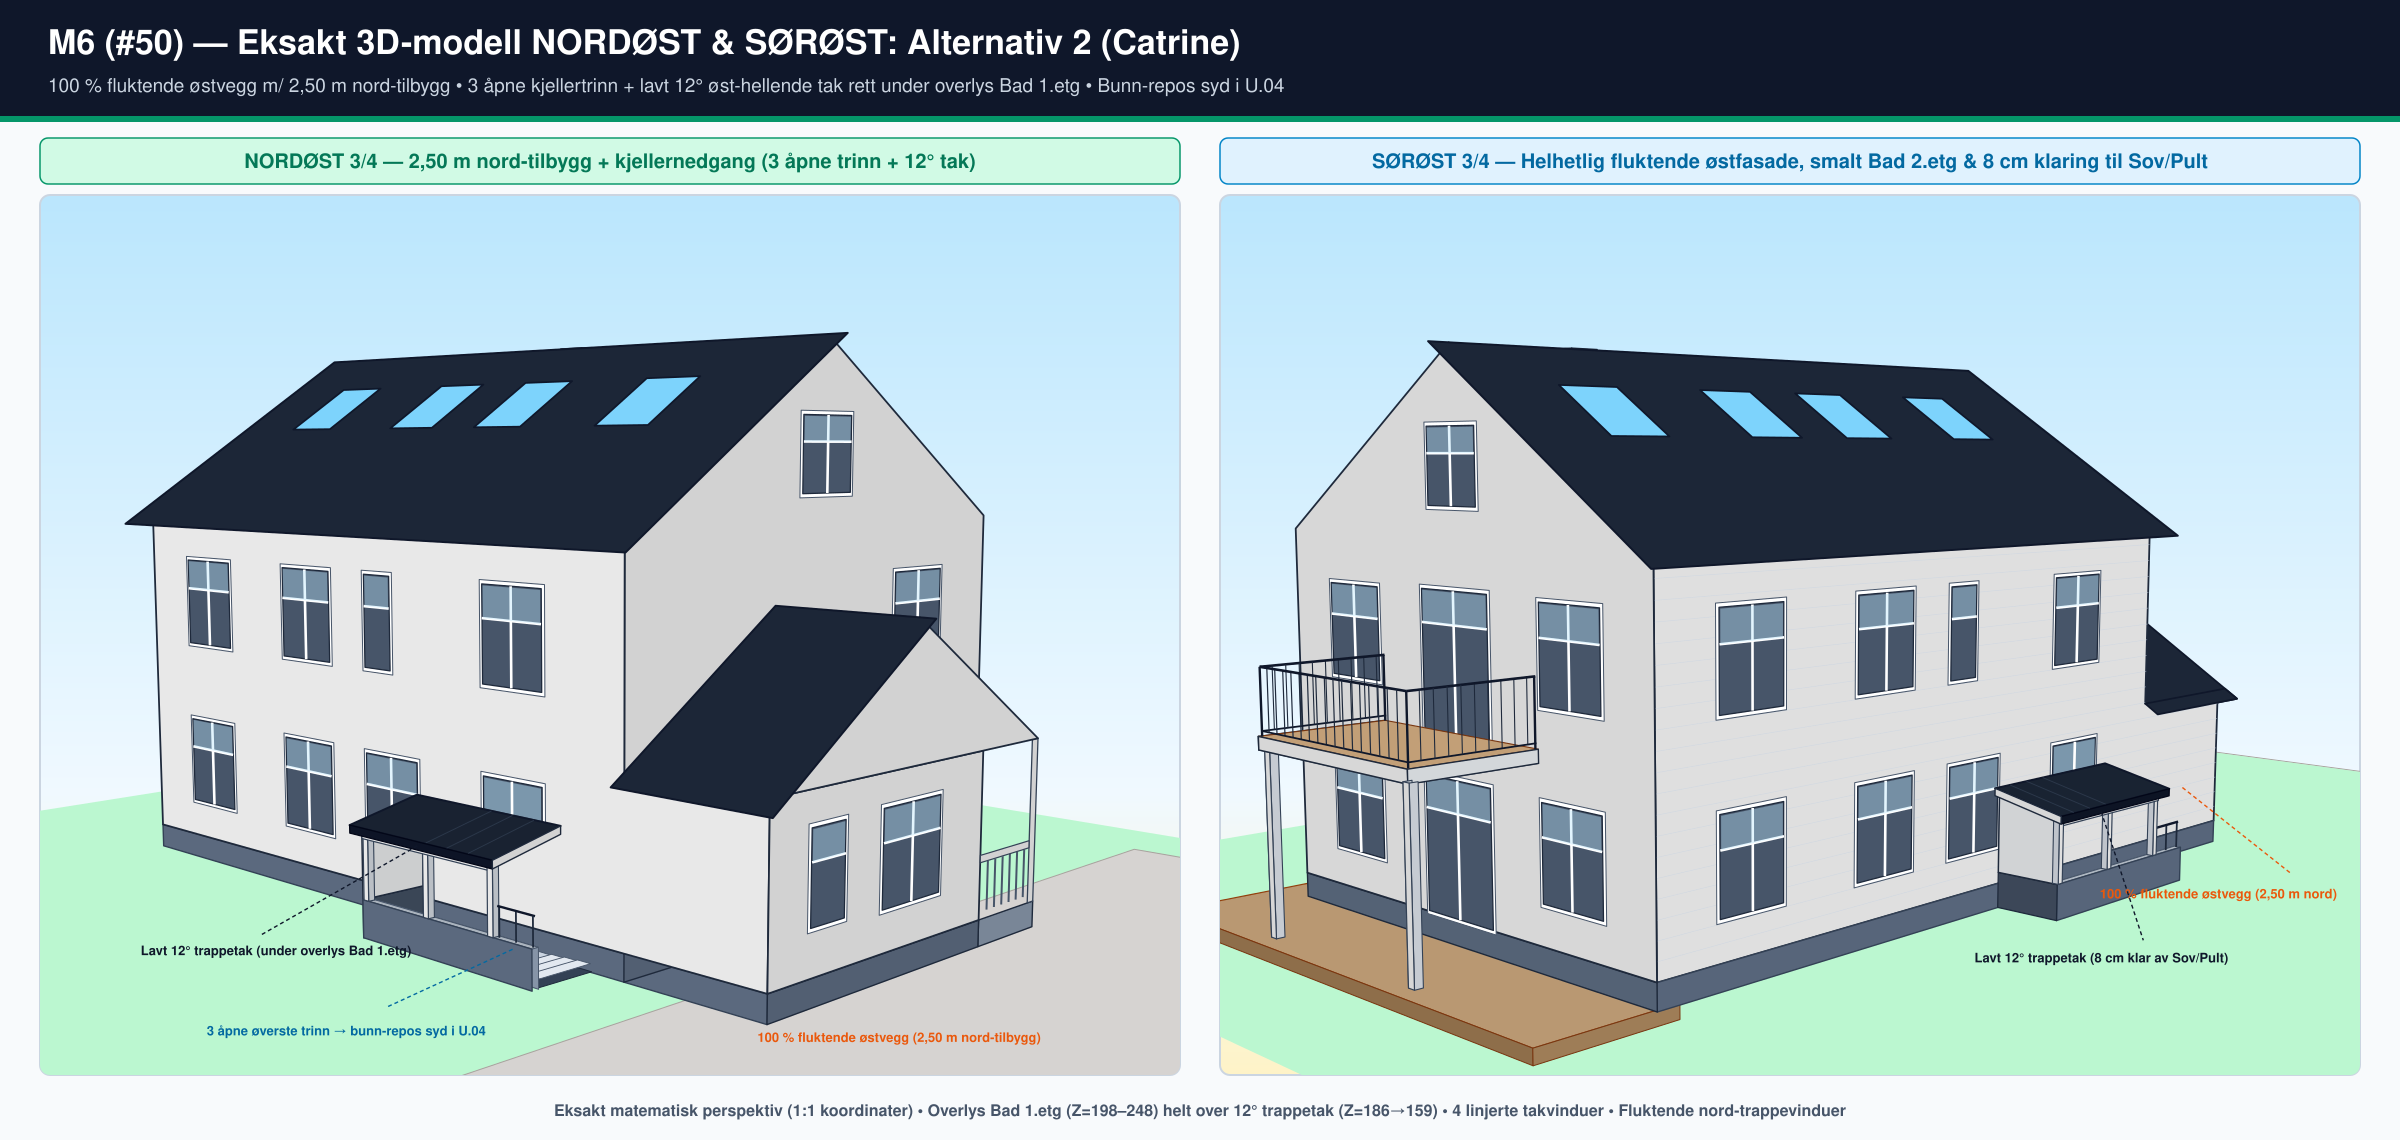 M6 (#50) — Eksakt 3D-modell NORDØST & SØRØST: Alternativ 2 (Catrine)
100 % fluktende østvegg m/ 2,50 m nord-tilbygg • 3 åpne kjellertrinn + lavt 12° øst-hellende tak rett under overlys Bad 1.etg • Bunn-repos syd i U.04
NORDØST 3/4 — 2,50 m nord-tilbygg + kjellernedgang (3 åpne trinn + 12° tak)
SØRØST 3/4 — Helhetlig fluktende østfasade, smalt Bad 2.etg & 8 cm klaring til Sov/Pult
Lavt 12° trappetak (under overlys Bad 1.etg)
3 åpne øverste trinn → bunn-repos syd i U.04
100 % fluktende østvegg (2,50 m nord-tilbygg)
100 % fluktende østvegg (2,50 m nord)
Lavt 12° trappetak (8 cm klar av Sov/Pult)
Eksakt matematisk perspektiv (1:1 koordinater) • Overlys Bad 1.etg (Z=198–248) helt over 12° trappetak (Z=186→159) • 4 linjerte takvinduer • Fluktende nord-trappevinduer